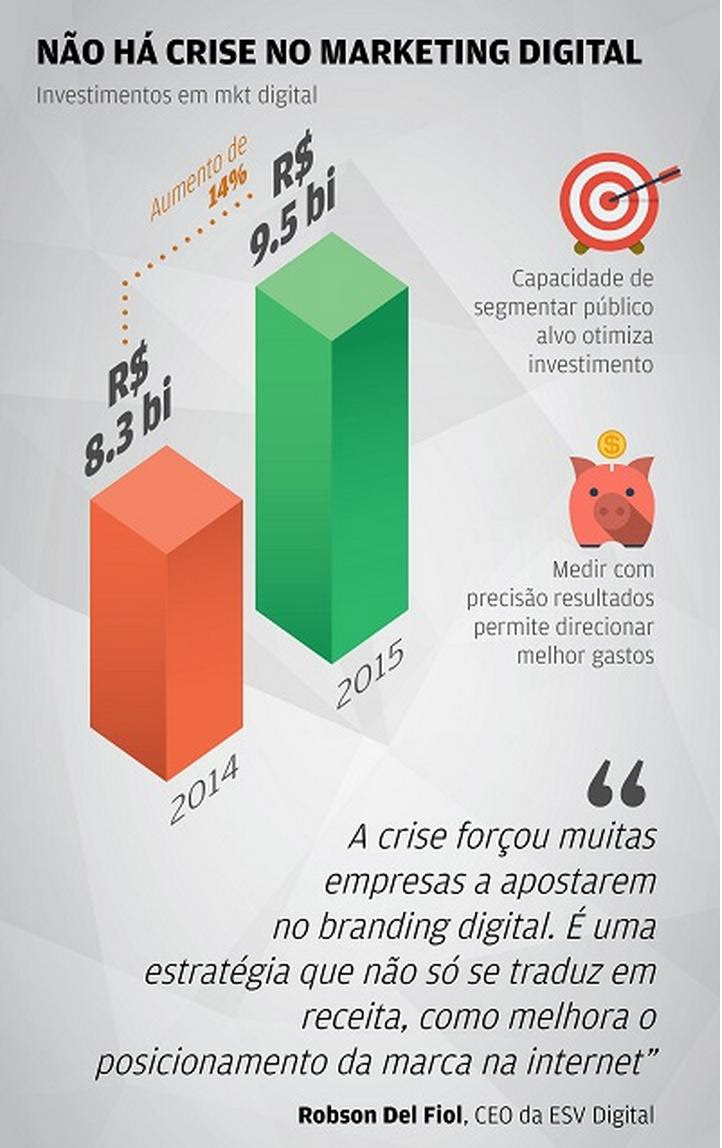 NÃO HÁ CRISE NO MARKETING DIGITAL
Investimentos em mkt digital
Aumento de
14%
R$
9.5 bi
R$
8.3 bi
2015
2014
Capacidade de
segmentar público
alvo otimiza
investimento
$
Medir com
precisão resultados
permite direcionar
melhor gastos
“
A crise forçou muitas
empresas a apostarem
no branding digital. É uma
estratégia que não só se traduz em
receita, como melhora o
posicionamento da marca na internet”
Robson Del Fiol, CEO da ESV Digital